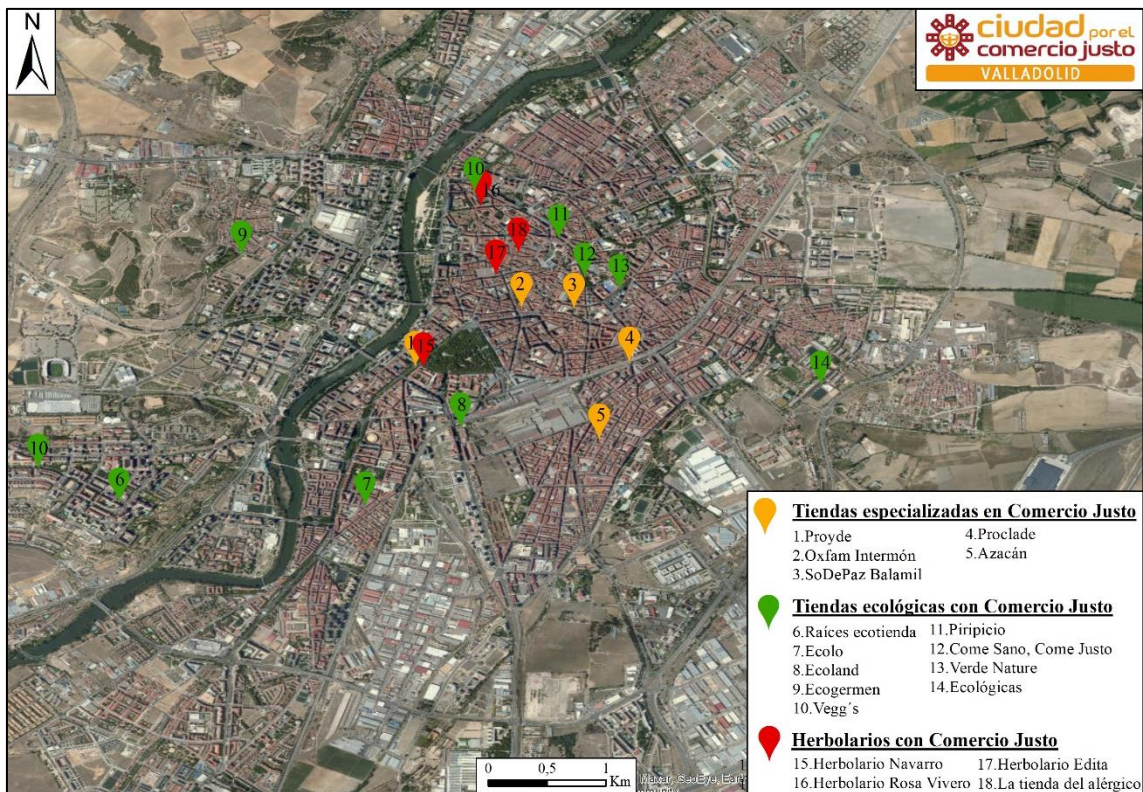 N
ciudad por el
comercio justo
VALLADOLID
10
16
11
9
18
17
12
13
2
3
1
15
4
14
8
5
10
6
7
Tiendas especializadas en Comercio Justo
1.Proyde
2.Oxfam Intermón
3.SoDePaz Balamil
4.Proclade
5.Azacán
Tiendas ecológicas con Comercio Justo
6.Raíces ecotienda
7.Ecolo
8.Ecoland
9.Ecogermen
10.Vegg´s
11.Piripicio
12.Come Sano, Come Justo
13.Verde Nature
14.Ecológicas
Herbolarios con Comercio Justo
15.Herbolario Navarro
16.Herbolario Rosa Vivero
17.Herbolario Edita
18.La tienda del alérgico
0 0,5 1
Km
Maxar, GeoEye,